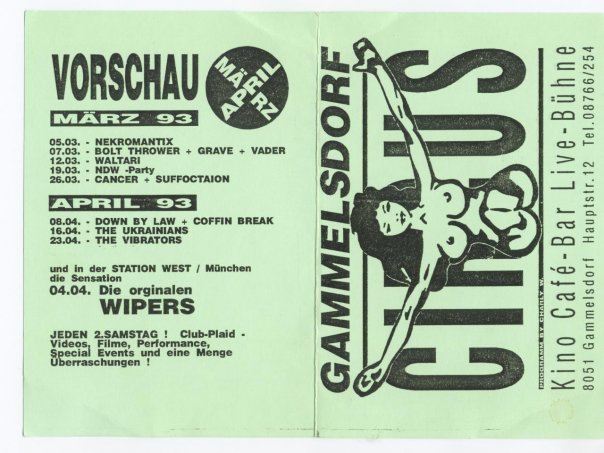 VORSCHAU
MÄRZ
APRIL
MÄRZ 93
05.03. - NEKROMANTIX
07.03. - BOLT THROWER + GRAVE + VADER
12.03. - WALTARI
19.03. - NDW -Party
26.03. - CANCER + SUFFOCTAION
APRIL 93
08.04. - DOWN BY LAW + COFFIN BREAK
16.04. - THE UKRAINIANS
23.04. - THE VIBRATORS
und in der STATION WEST / München
die Sensation
04.04. Die orginalen
WIPERS
JEDEN 2.SAMSTAG ! Club-Plaid -
Videos, Filme, Performance,
Special Events und eine Menge
Überraschungen !
GAMMELSDORF
CIRCUS
PROGRAMM BY CHARLY W.
Kino Café-Bar Live-Bühne
8051 Gammelsdorf Hauptstr.12 Tel.08766/254